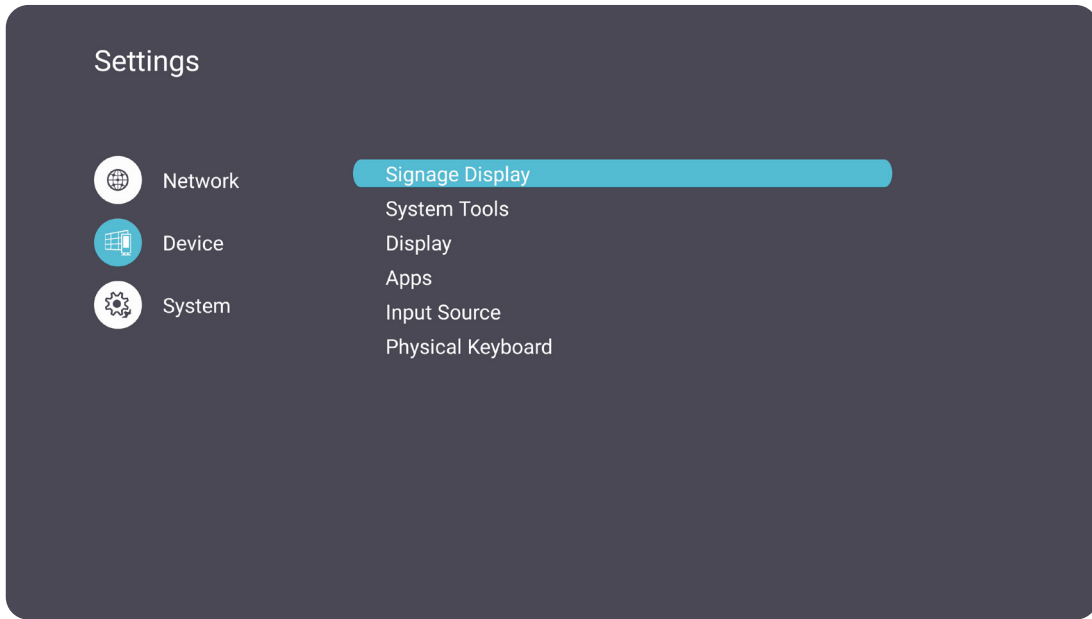 Settings
Network
Device
System
Signage Display
System Tools
Display
Apps
Input Source
Physical Keyboard